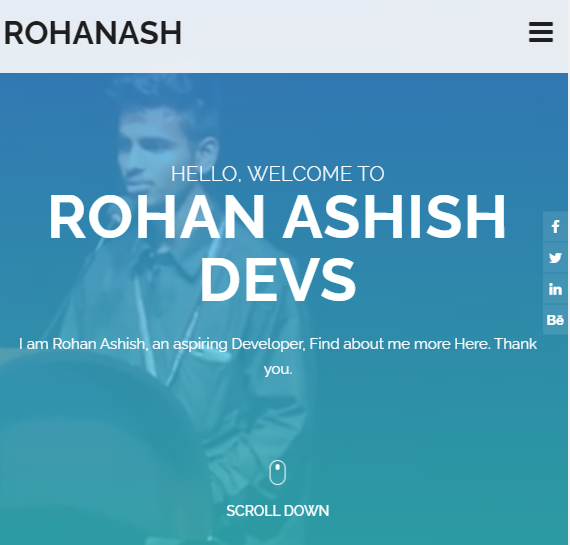 ROHANASH
HELLO, WELCOME TO
ROHAN ASHISH
DEVS
I am Rohan Ashish, an aspiring Developer, Find about me more Here. Thank
you.
SCROLL DOWN
f
in
Bē